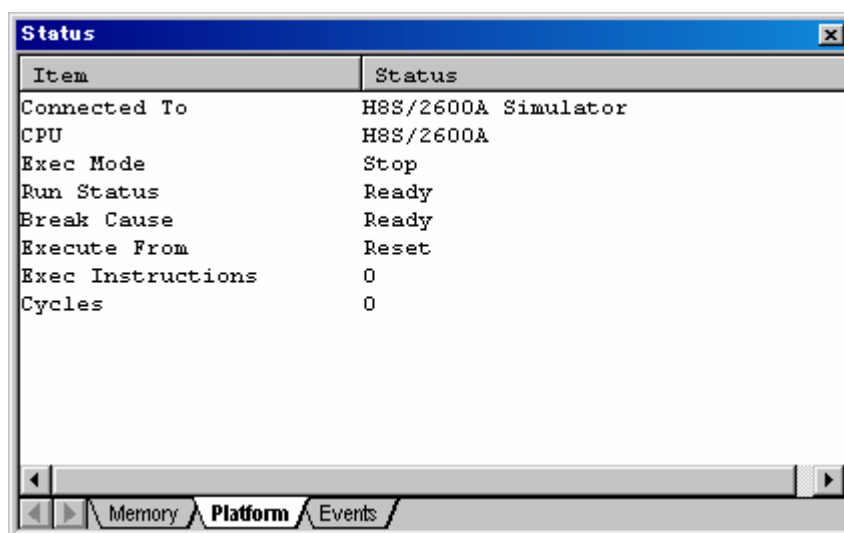 Status
Item Status
Connected To H8S/2600A Simulator
CPU H8S/2600A
Exec Mode Stop
Run Status Ready
Break Cause Ready
Execute From Reset
Exec Instructions 0
Cycles 0
Memory Platform Events